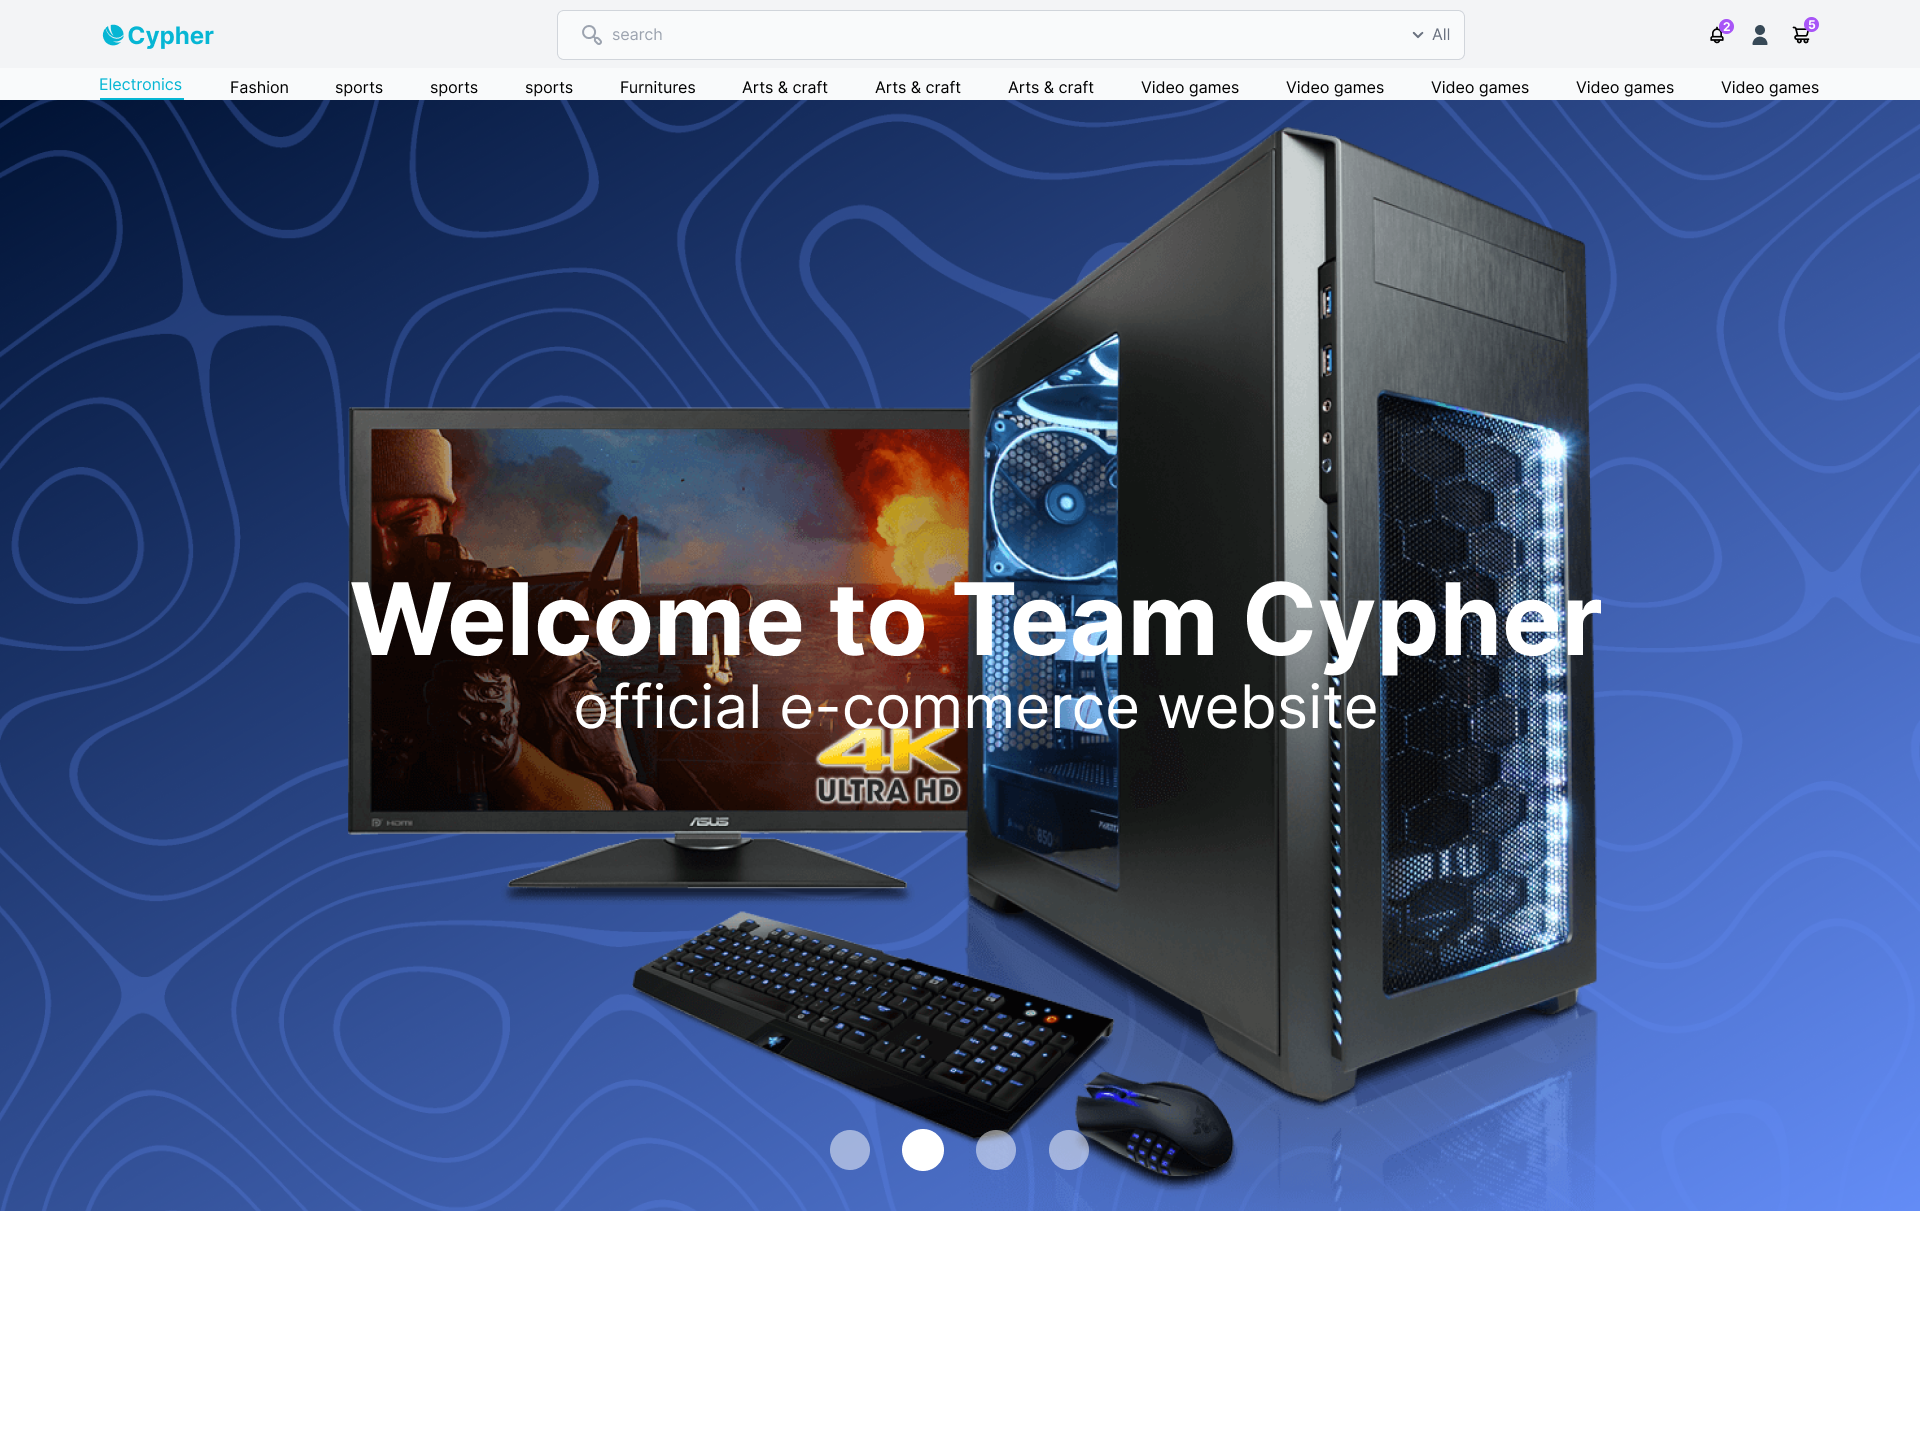 Cypher
search
All
2
5
Electronics
Fashion
sports
sports
sports
Furnitures
Arts & craft
Arts & craft
Arts & craft
Video games
Video games
Video games
Video games
Video games
Welcome to Team Cypher
official e-commerce website
4K
ULTRA HD
HDMI
ASUS
850